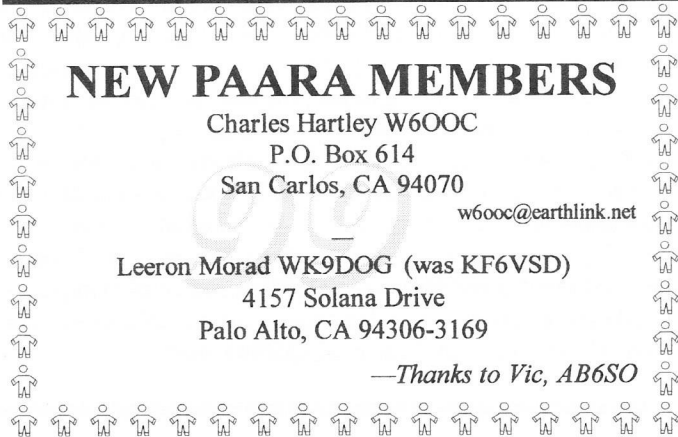 NEW PAARA MEMBERS
Charles Hartley W6OOC
P.O. Box 614
San Carlos, CA 94070
w6ooc@earthlink.net
—
Leeron Morad WK9DOG (was KF6VSD)
4157 Solana Drive
Palo Alto, CA 94306-3169
—Thanks to Vic, AB6SO
99